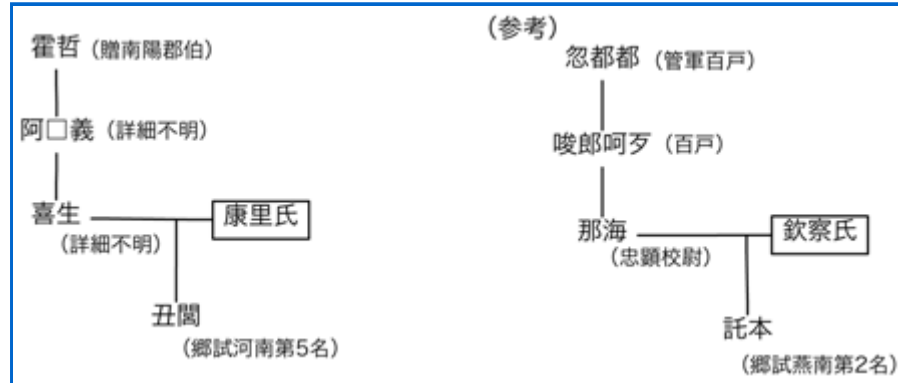 霍哲（贈南陽郡伯）
阿□義（詳細不明）
喜生
康里氏
（詳細不明）
丑閭
（郷試河南第5名）
（参考）
忽都都（管軍百戸）
唆郎呵歹（百戸）
那海
欽察氏
（忠顕校尉）
託本
（郷試燕南第2名）